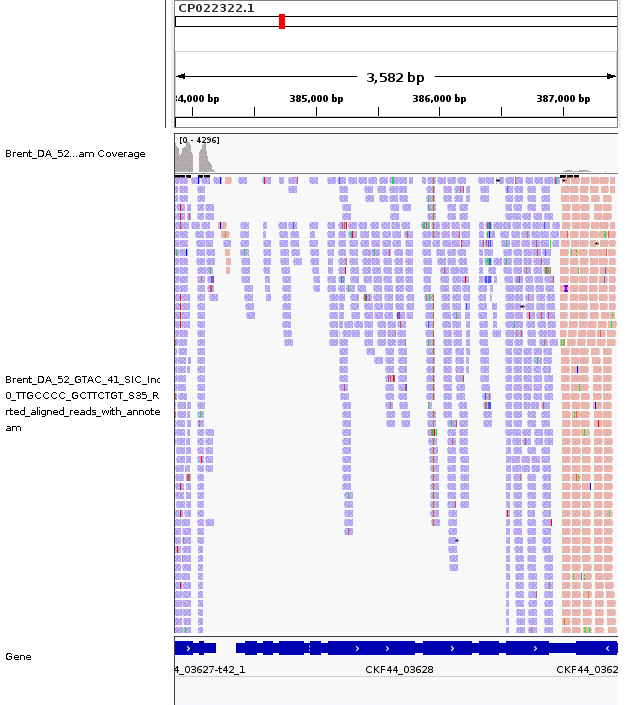 CP022322.1
3,582 bp
:4,000 bp 385,000 bp 386,000 bp 387,000 bp
[0 - 4296]
Brent_DA_52...am Coverage
Brent_DA_52_GTAC_41_SIC_Inc
0_TTGCCCC_GCTTCTGT_S35_R
rted_aligned_reads_with_annote
am
Gene
4_03627-t42_1 CKF44_03628 CKF44_0362